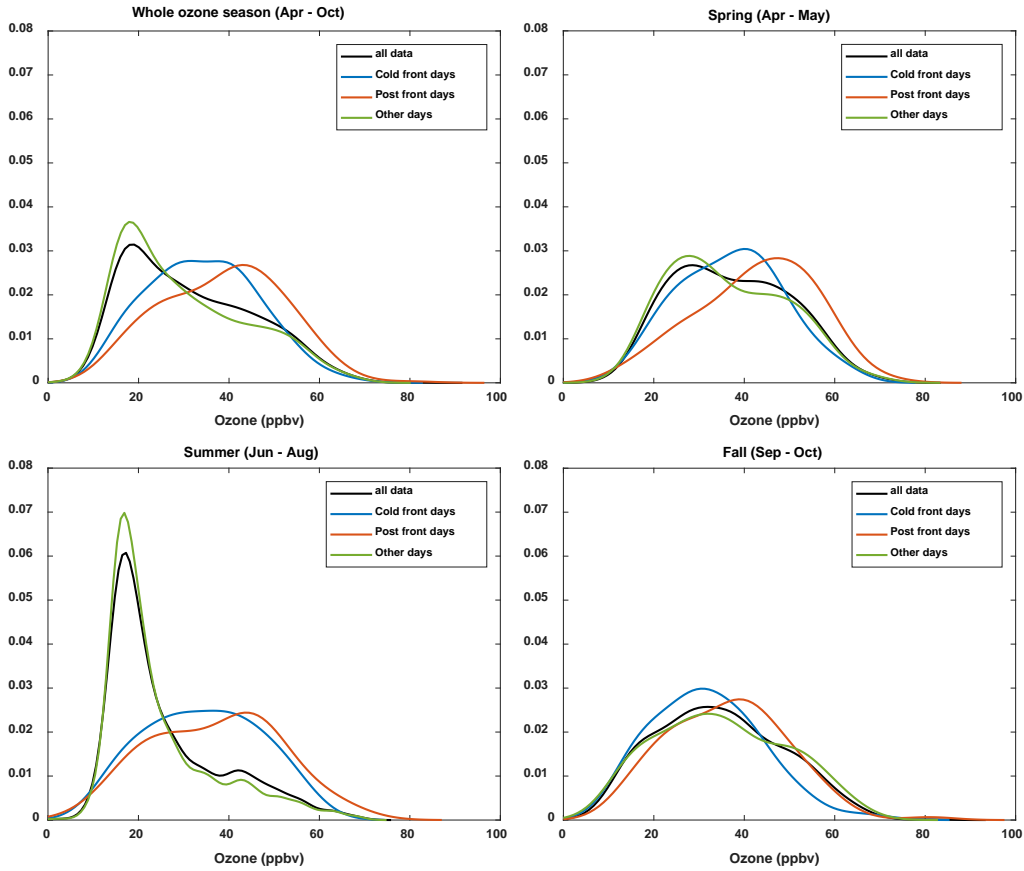 Whole ozone season (Apr - Oct)
0.08
0.07
0.06
0.05
0.04
0.03
0.02
0.01
0
0 20 40 60 80 100
Ozone (ppbv)
all data
Cold front days
Post front days
Other days
Spring (Apr - May)
0.08
0.07
0.06
0.05
0.04
0.03
0.02
0.01
0
0 20 40 60 80 100
Ozone (ppbv)
all data
Cold front days
Post front days
Other days
Summer (Jun - Aug)
0.08
0.07
0.06
0.05
0.04
0.03
0.02
0.01
0
0 20 40 60 80 100
Ozone (ppbv)
all data
Cold front days
Post front days
Other days
Fall (Sep - Oct)
0.08
0.07
0.06
0.05
0.04
0.03
0.02
0.01
0
0 20 40 60 80 100
Ozone (ppbv)
all data
Cold front days
Post front days
Other days